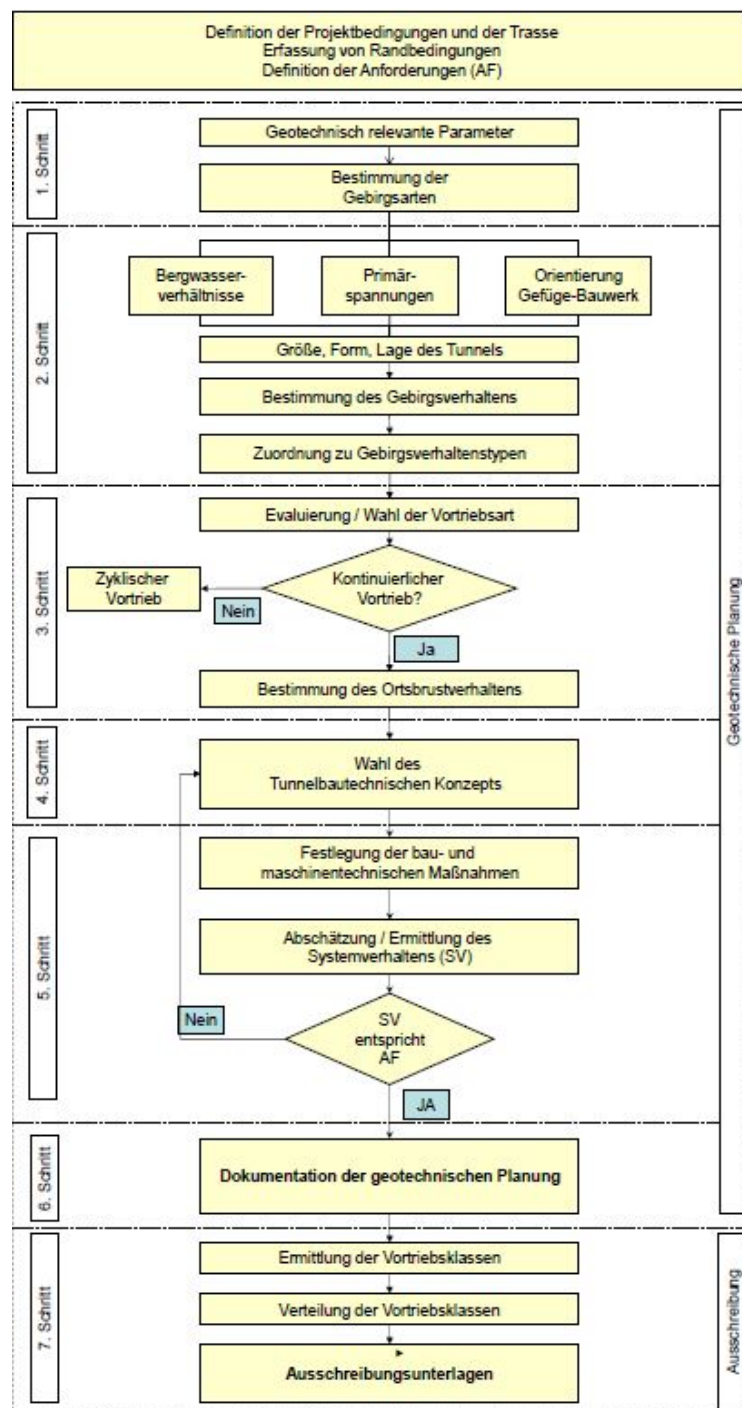 Definition der Projektbedingungen und der Trasse
Erfassung von Randbedingungen
Definition der Anforderungen (AF)
1. Schritt
Geotechnisch relevante Parameter
Bestimmung der
Gebirgsarten
2. Schritt
Bergwasser-
verhältnisse
Primär-
spannungen
Orientierung
Gefüge-Bauwerk
Größe, Form, Lage des Tunnels
Bestimmung des Gebirgsverhaltens
Zuordnung zu Gebirgsverhaltenstypen
3. Schritt
Evaluierung / Wahl der Vortriebsart
Kontinuierlicher
Vortrieb?
Zyklischer
Vortrieb
Nein
Ja
Bestimmung des Ortsbrustverhaltens
Geotechnische Planung
4. Schritt
Wahl des
Tunnelbautechnischen Konzepts
5. Schritt
Festlegung der bau- und
maschinentechnischen Maßnahmen
Abschätzung / Ermittlung des
Systemverhaltens (SV)
Nein
SV
entspricht
AF
JA
6. Schritt
Dokumentation der geotechnischen Planung
7. Schritt
Ermittlung der Vortriebsklassen
Verteilung der Vortriebsklassen
Ausschreibungsunterlagen
Ausschreibung